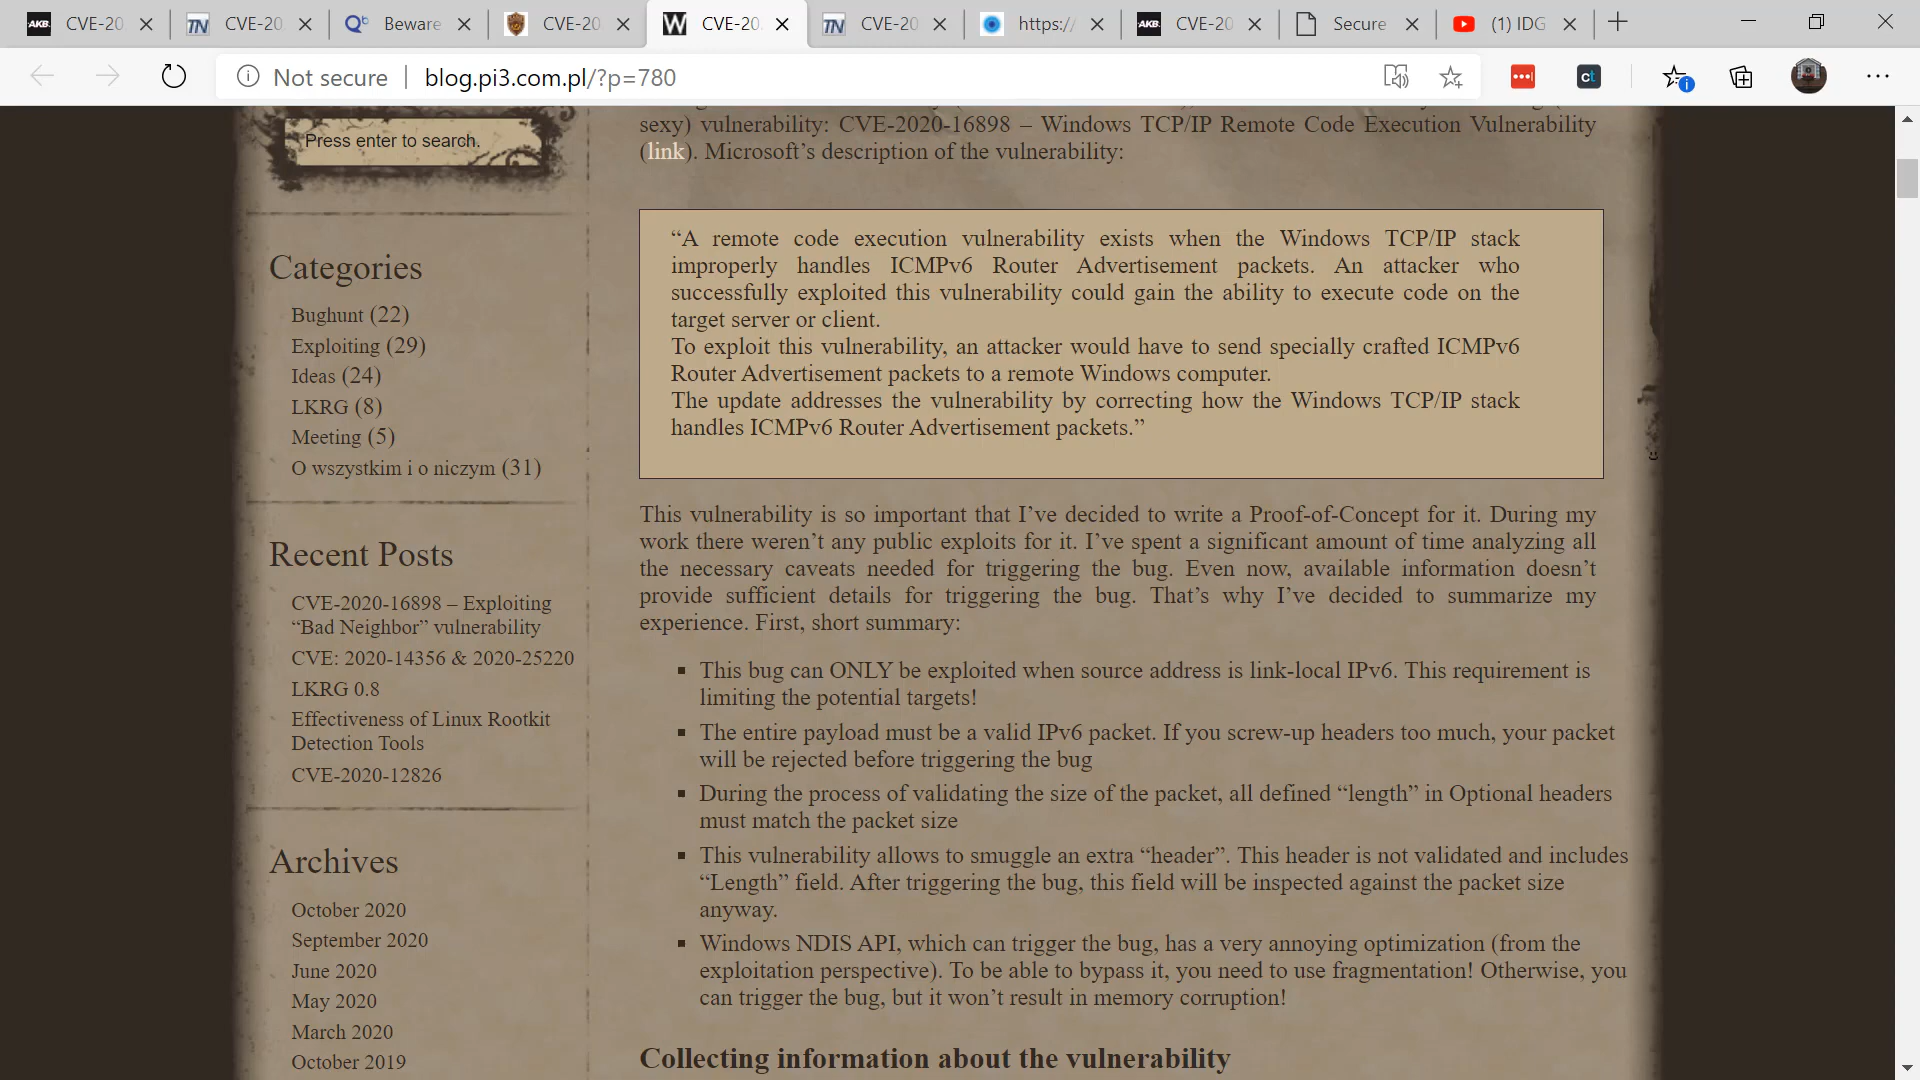 CVE-20
CVE-20
Beware
CVE-20
CVE-20
CVE-20
https:/
CVE-20
Secure
(1) IDG
Not secure
blog.pi3.com.pl/?p=780
Press enter to search.
Categories
Bughunt (22)
Exploiting (29)
Ideas (24)
LKRG (8)
Meeting (5)
O wszystkim i o niczym (31)
Recent Posts
CVE-2020-16898 – Exploiting
“Bad Neighbor” vulnerability
CVE: 2020-14356 & 2020-25220
LKRG 0.8
Effectiveness of Linux Rootkit
Detection Tools
CVE-2020-12826
Archives
October 2020
September 2020
June 2020
May 2020
March 2020
October 2019
sexy) vulnerability: CVE-2020-16898 – Windows TCP/IP Remote Code Execution Vulnerability
(link). Microsoft’s description of the vulnerability:
“A remote code execution vulnerability exists when the Windows TCP/IP stack
improperly handles ICMPv6 Router Advertisement packets. An attacker who
successfully exploited this vulnerability could gain the ability to execute code on the
target server or client.
To exploit this vulnerability, an attacker would have to send specially crafted ICMPv6
Router Advertisement packets to a remote Windows computer.
The update addresses the vulnerability by correcting how the Windows TCP/IP stack
handles ICMPv6 Router Advertisement packets.”
This vulnerability is so important that I’ve decided to write a Proof-of-Concept for it. During my
work there weren’t any public exploits for it. I’ve spent a significant amount of time analyzing all
the necessary caveats needed for triggering the bug. Even now, available information doesn’t
provide sufficient details for triggering the bug. That’s why I’ve decided to summarize my
experience. First, short summary:
This bug can ONLY be exploited when source address is link-local IPv6. This requirement is
limiting the potential targets!
The entire payload must be a valid IPv6 packet. If you screw-up headers too much, your packet
will be rejected before triggering the bug
During the process of validating the size of the packet, all defined “length” in Optional headers
must match the packet size
This vulnerability allows to smuggle an extra “header”. This header is not validated and includes
“Length” field. After triggering the bug, this field will be inspected against the packet size
anyway.
Windows NDIS API, which can trigger the bug, has a very annoying optimization (from the
exploitation perspective). To be able to bypass it, you need to use fragmentation! Otherwise, you
can trigger the bug, but it won’t result in memory corruption!
Collecting information about the vulnerability